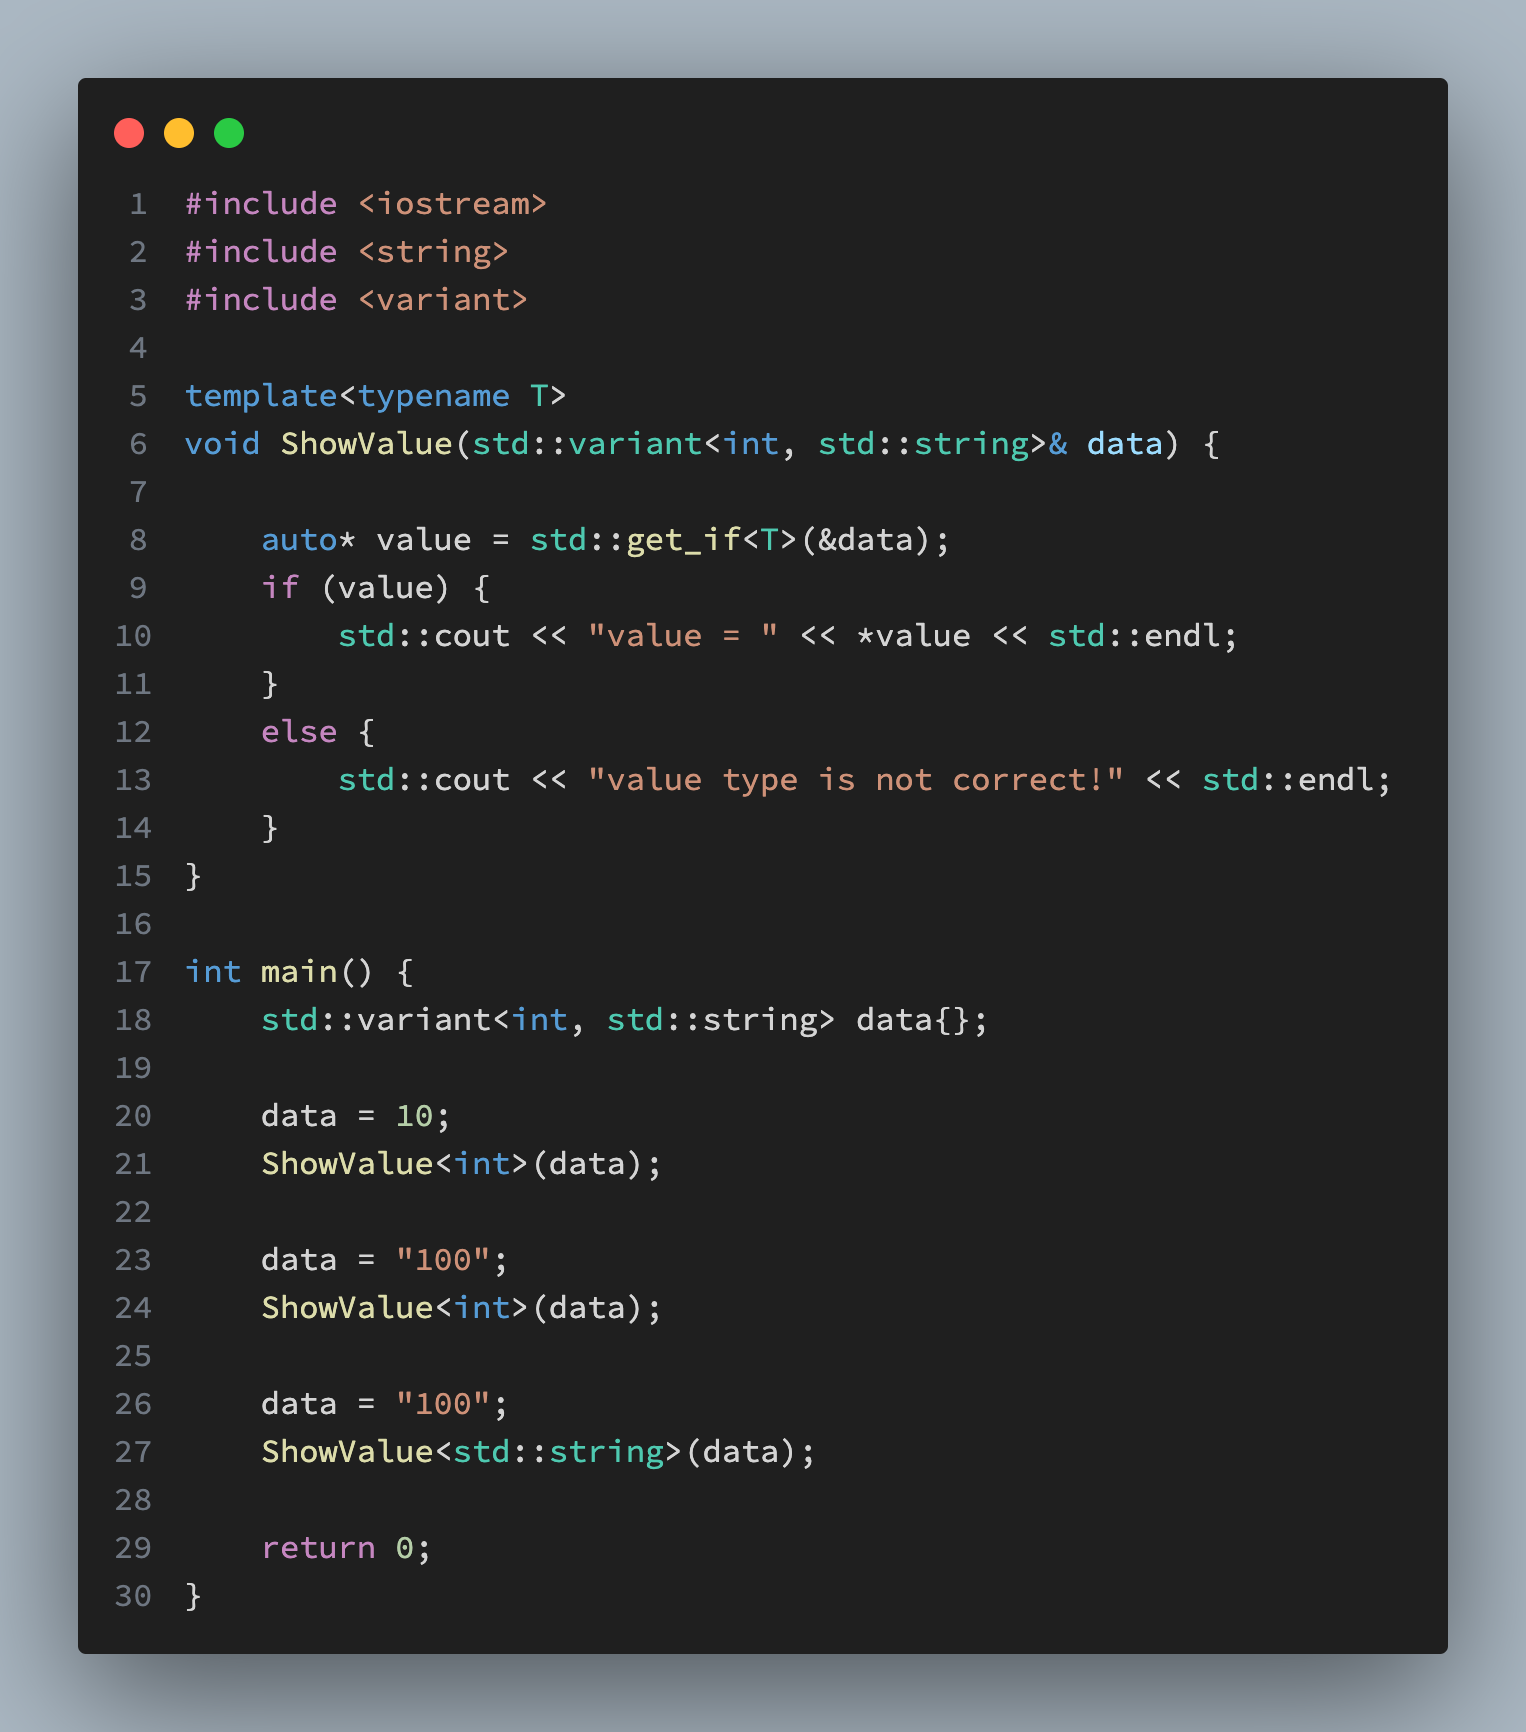 1 #include <iostream>
2 #include <string>
3 #include <variant>
4
5 template<typename T>
6 void ShowValue(std::variant<int, std::string>& data) {
7
8     auto* value = std::get_if<T>(&data);
9     if (value) {
10         std::cout << "value = " << *value << std::endl;
11     }
12     else {
13         std::cout << "value type is not correct!" << std::endl;
14     }
15 }
16
17 int main() {
18     std::variant<int, std::string> data{};
19
20     data = 10;
21     ShowValue<int>(data);
22
23     data = "100";
24     ShowValue<int>(data);
25
26     data = "100";
27     ShowValue<std::string>(data);
28
29     return 0;
30 }